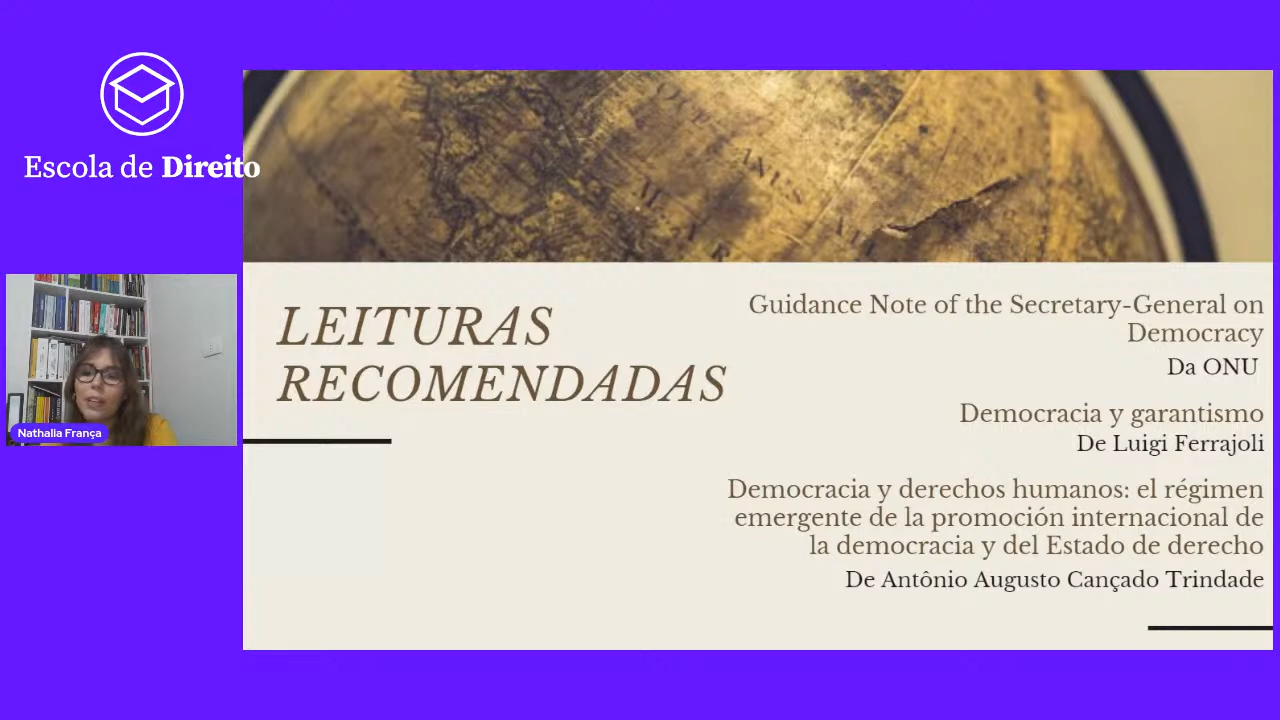 Escola de Direito
Nathalia França
LEITURAS
RECOMENDADAS
Guidance Note of the Secretary-General on
Democracy
Da ONU
Democracia y garantismo
De Luigi Ferrajoli
Democracia y derechos humanos: el régimen
emergente de la promoción internacional de
la democracia y del Estado de derecho
De Antônio Augusto Cançado Trindade